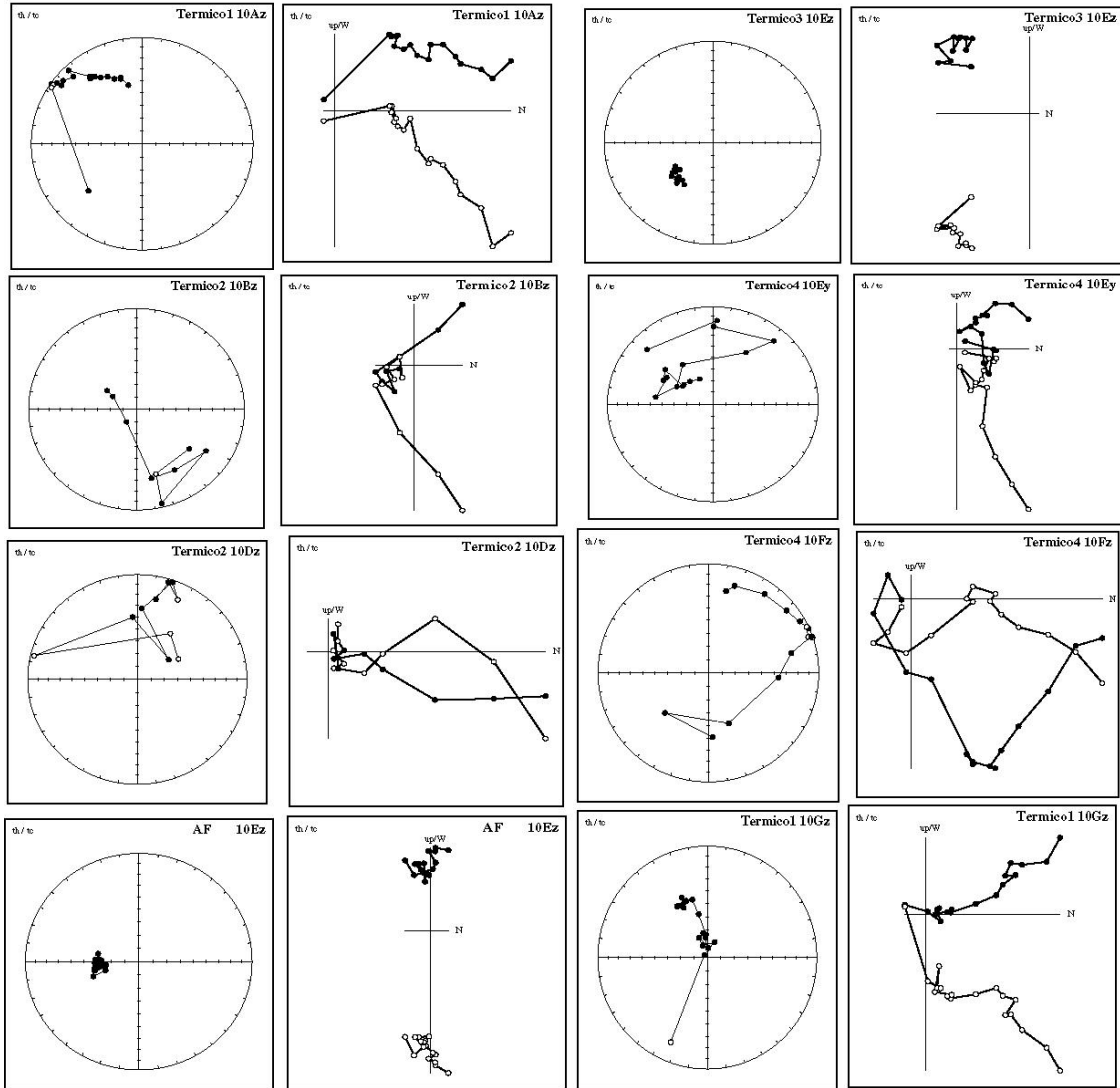 th / tc Termico1 10Az
th / tc Termico1 10Az
up/W
N
th / tc Termico3 10Ez
th / tc Termico3 10Ez
up/W
N
th / tc Termico2 10Bz
th / tc Termico2 10Bz
up/W
N
th / tc Termico4 10Ey
th / tc Termico4 10Ey
up/W
N
th / tc Termico2 10Dz
th / tc Termico2 10Dz
up/W
N
th / tc Termico4 10Fz
th / tc Termico4 10Fz
up/W
N
th / tc AF 10Ez
th / tc AF 10Ez
up/W
N
th / tc Termico1 10Gz
th / tc Termico1 10Gz
up/W
N